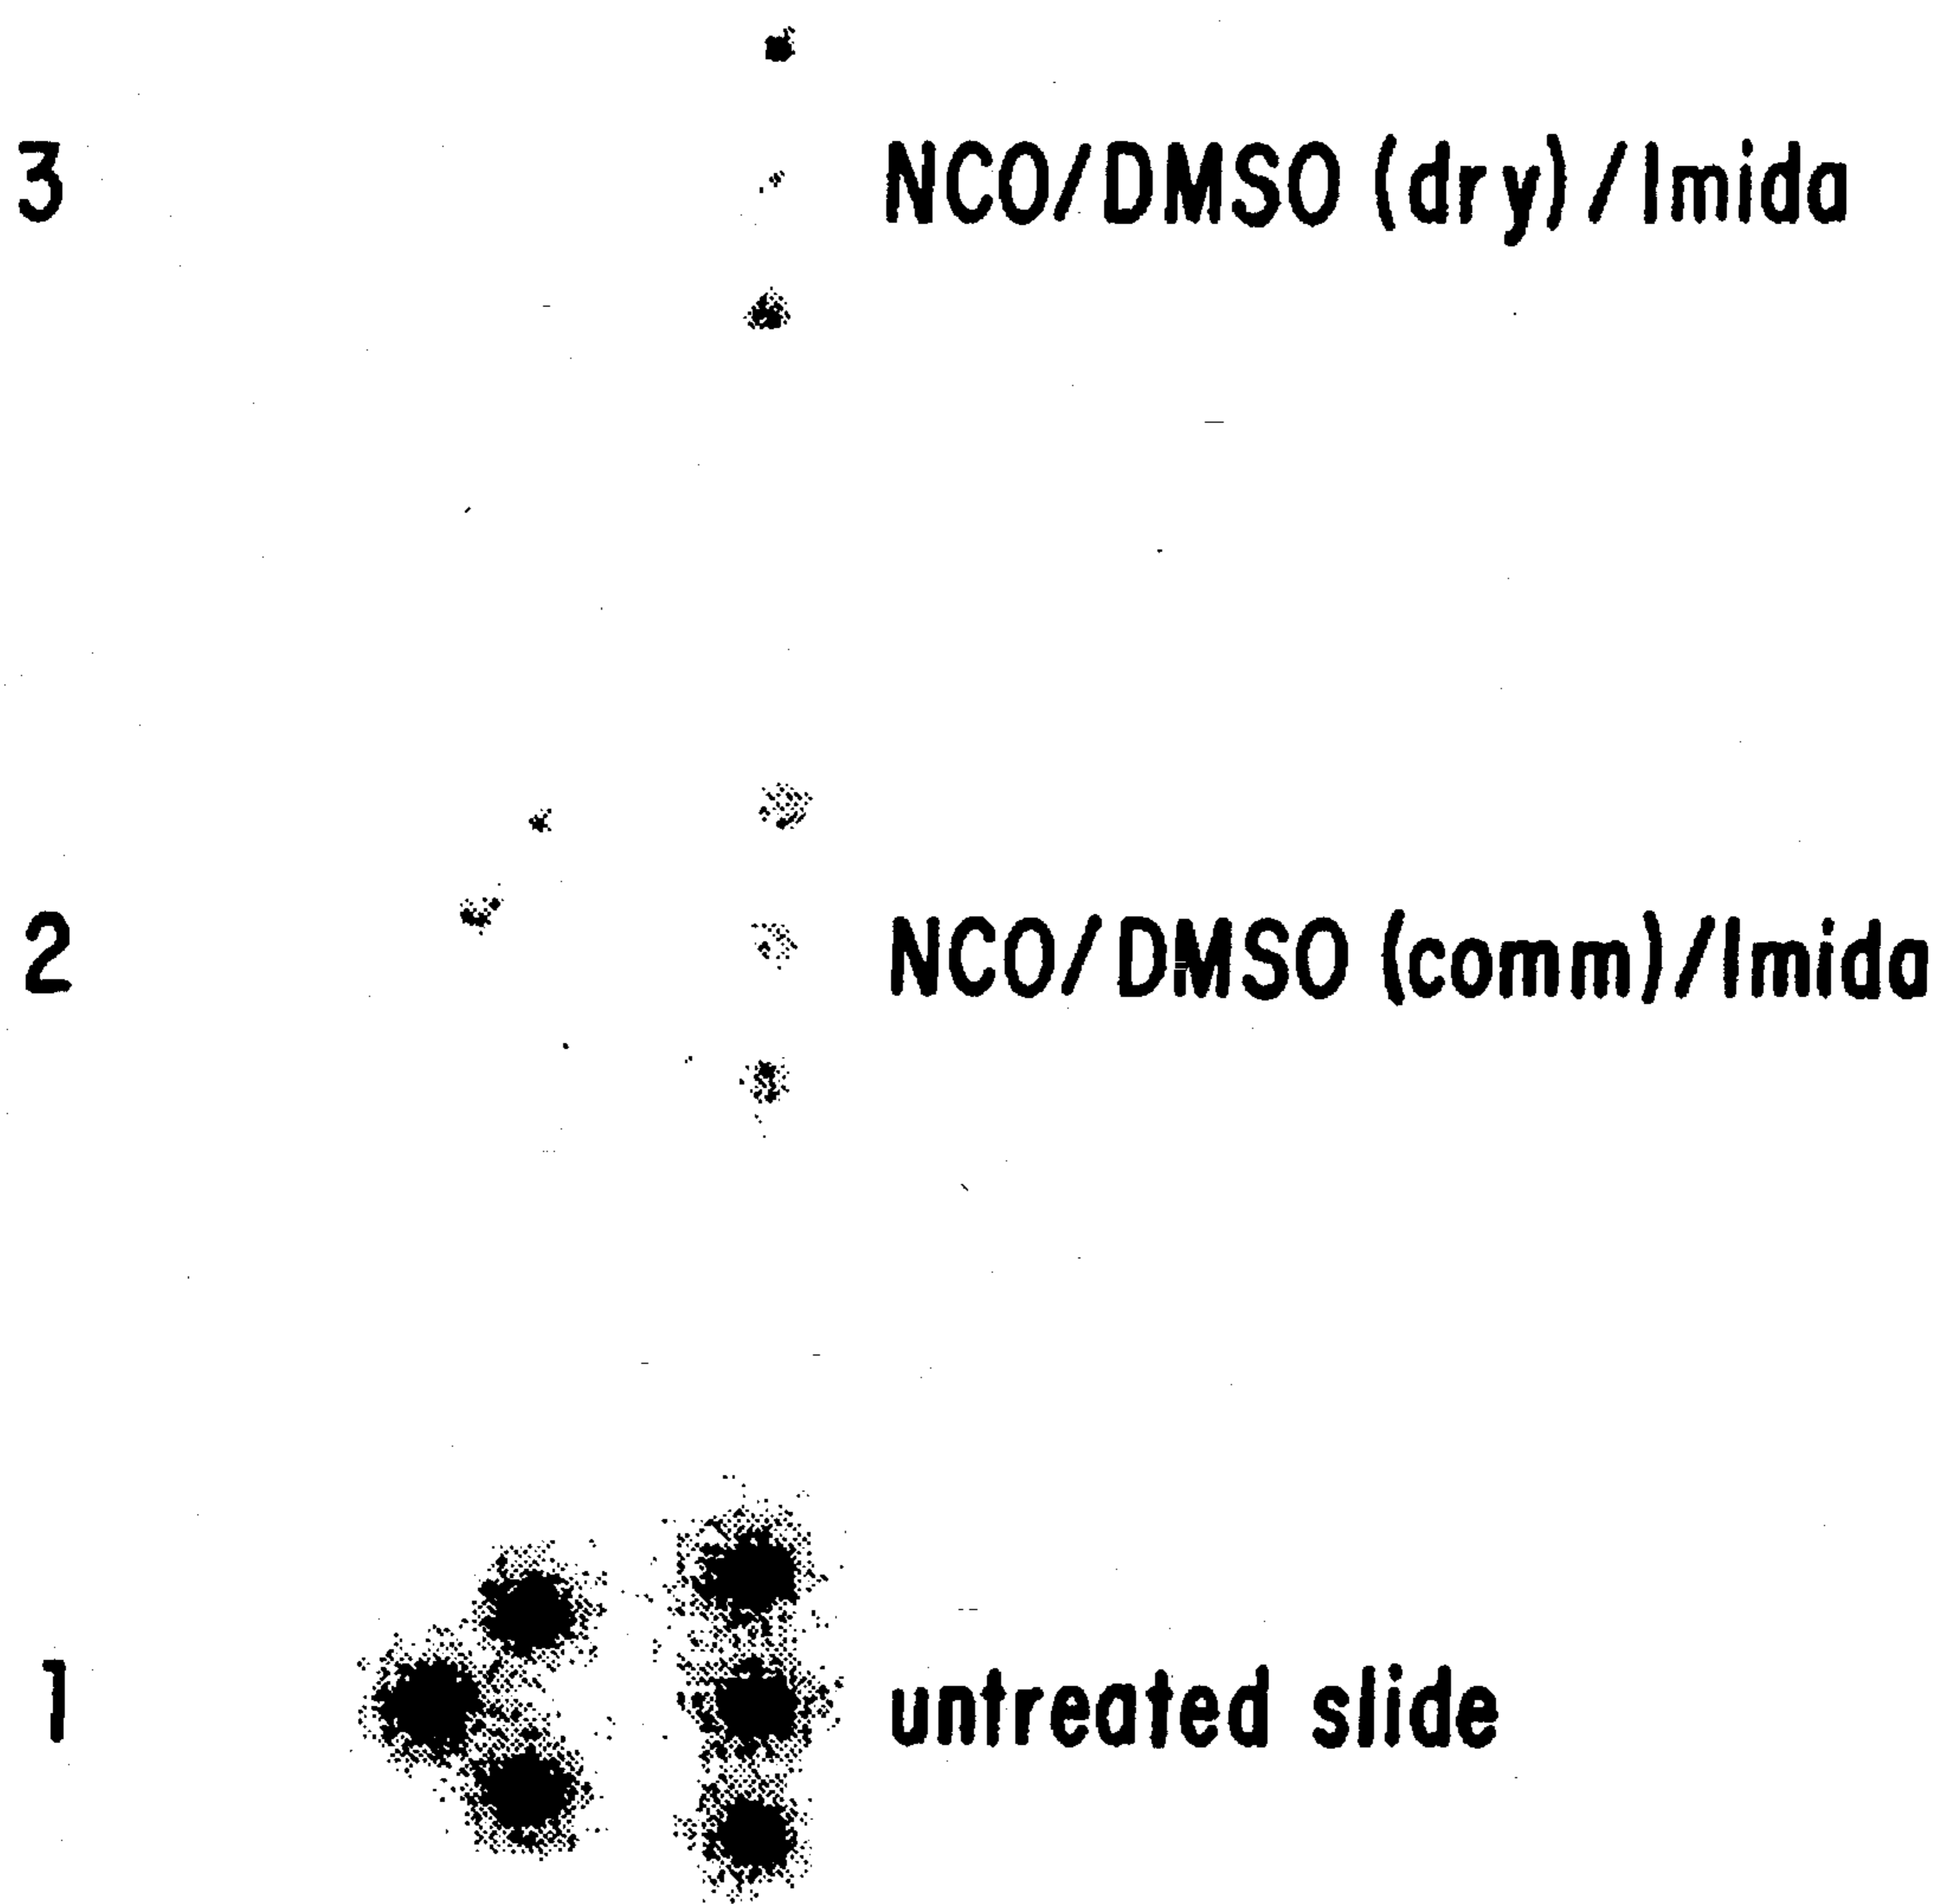 3 NCO/DMSO (dry)/Imida
2 NCO/DMSO (comm)/Imida
1 untreated slide